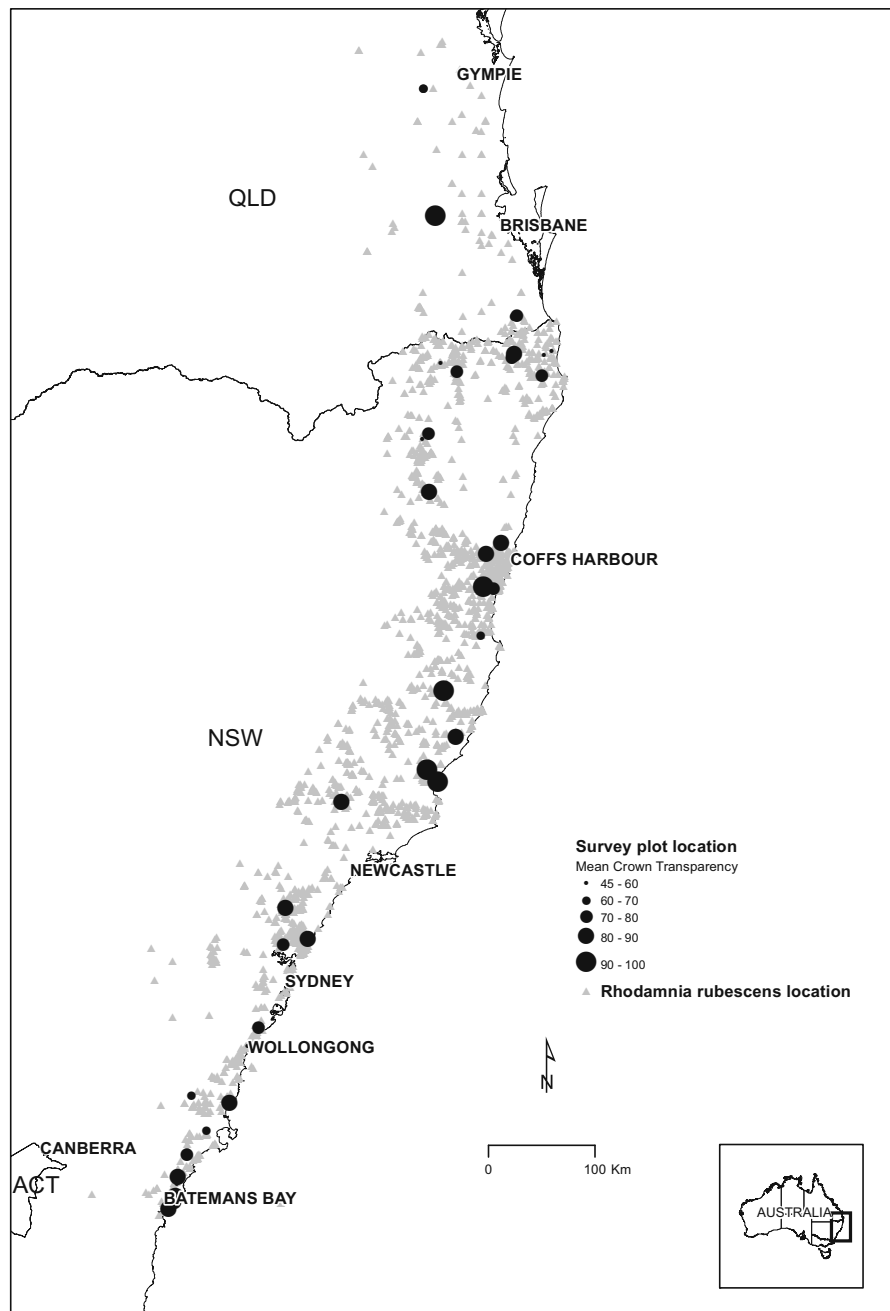 GYMPIE
QLD
BRISBANE
COFFS HARBOUR
NSW
Survey plot location
Mean Crown Transparency
45 - 60
60 - 70
70 - 80
80 - 90
90 - 100
Rhodamnia rubescens location
NEWCASTLE
SYDNEY
WOLLONGONG
N
CANBERRA
0 100 Km
ACT
BATEMANS BAY
AUSTRALIA